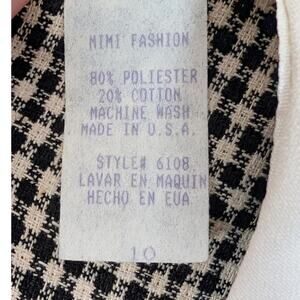 MIMI FASHION
80% POLIESTER
20% COTTON
MACHINE WASH
MADE IN U.S.A.
STYLE# 6108
LAVAR EN MAQUIN
HECHO EN EUA
10